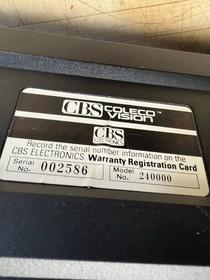 CBS COLECO VISION™
CBS
ELECTRONICS
Record the serial number information on the
CBS ELECTRONICS Warranty Registration Card
Serial No. 002586 Model No. 240000